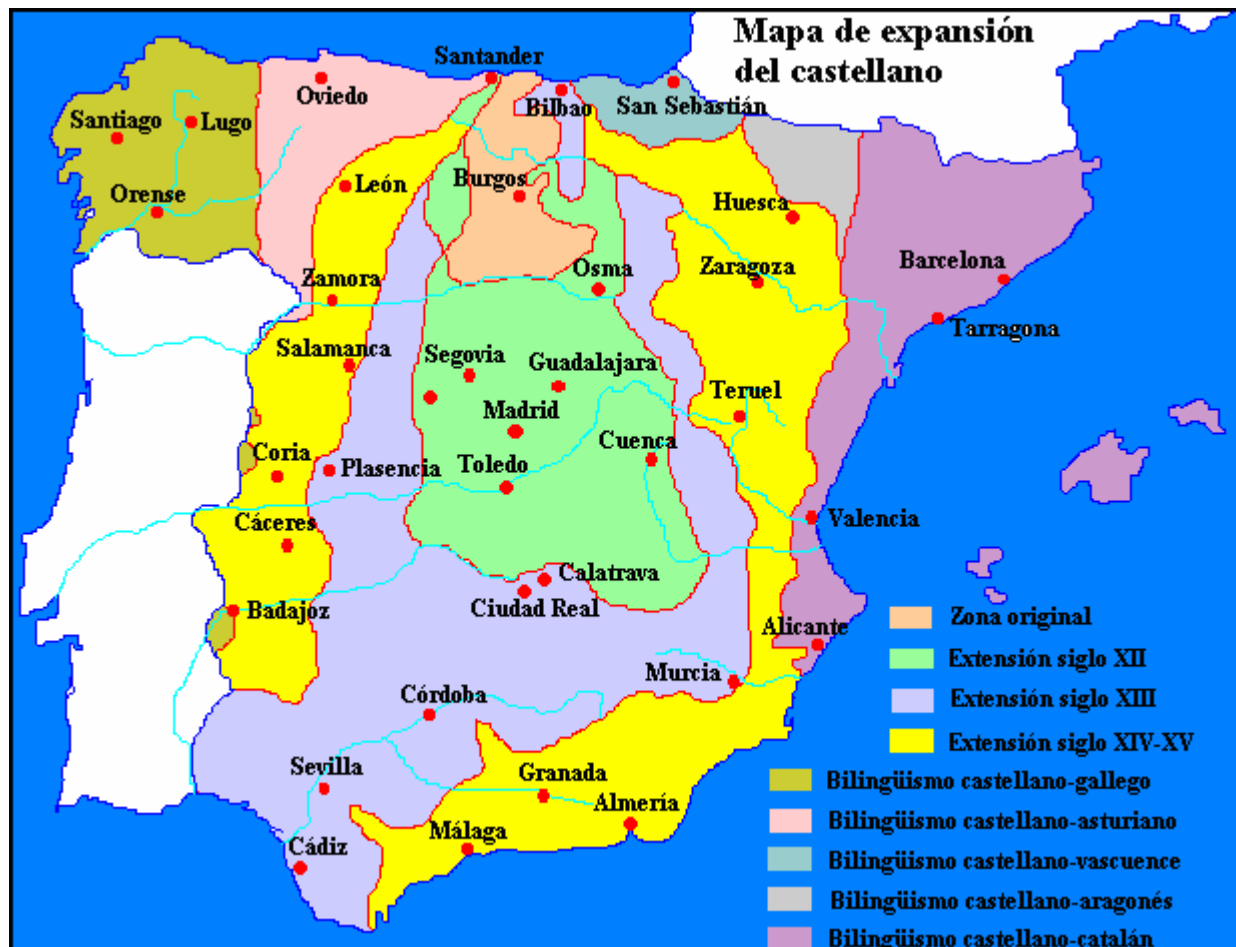 Mapa de expansión
del castellano
Santander
Oviedo
Bilbao
San Sebastián
Santiago
Lugo
Orense
León
Burgos
Huesca
Zamora
Osma
Zaragoza
Barcelona
Tarragona
Salamanca
Segovia
Guadalajara
Madrid
Teruel
Coria
Plasencia
Toledo
Cuenca
Cáceres
Valencia
Calatrava
Ciudad Real
Badajoz
Alicante
Murcia
Córdoba
Sevilla
Granada
Almería
Málaga
Cádiz
Zona original
Extensión siglo XII
Extensión siglo XIII
Extensión siglo XIV-XV
Bilingüismo castellano-gallego
Bilingüismo castellano-asturiano
Bilingüismo castellano-vascuence
Bilingüismo castellano-aragonés
Bilingüismo castellano-catalán